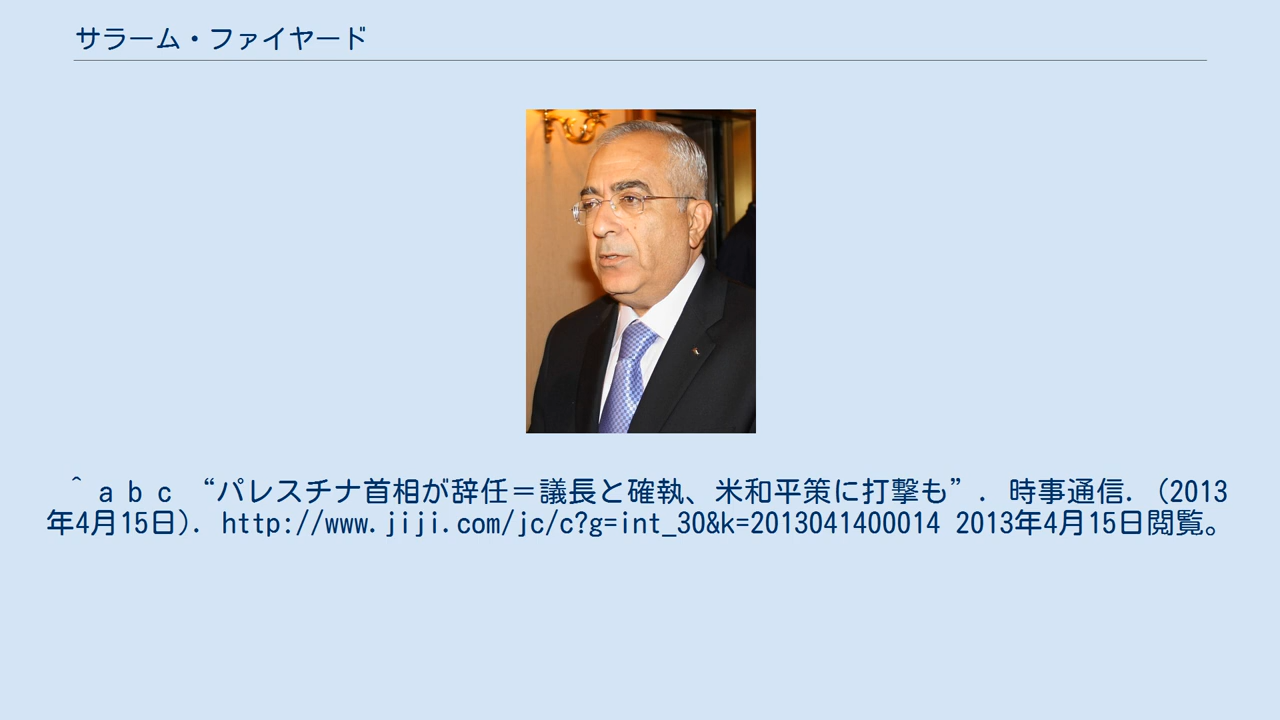 サラーム・ファイヤード
^ a b c “パレスチナ首相が辞任＝議長と確執、米和平策に打撃も”. 時事通信. (2013
年4月15日). http://www.jiji.com/jc/c?g=int_30&k=2013041400014 2013年4月15日閲覧。